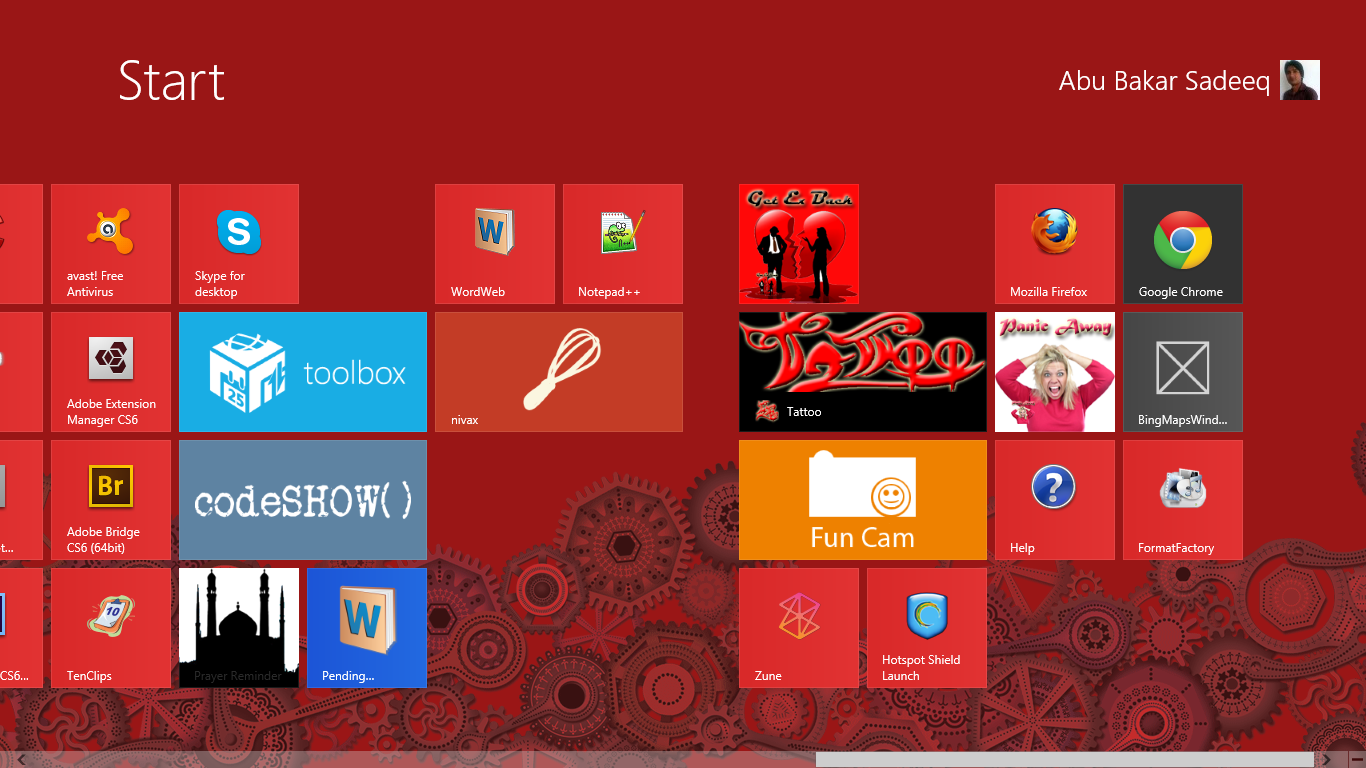 Start
Abu Bakar Sadeeq
avast! Free
Antivirus
Skype for
desktop
W
WordWeb
Notepad++
Get Ex Back
Mozilla Firefox
Google Chrome
Adobe Extension
Manager CS6
25
toolbox
nivax
Tattoo
Tattoo
Panic Away
BingMapsWind...
t...
Br
Adobe Bridge
CS6 (64bit)
codeSHOW( )
Fun Cam
?
Help
FormatFactory
CS6...
10
TenClips
Prayer Reminder
W
Pending...
Zune
Hotspot Shield
Launch